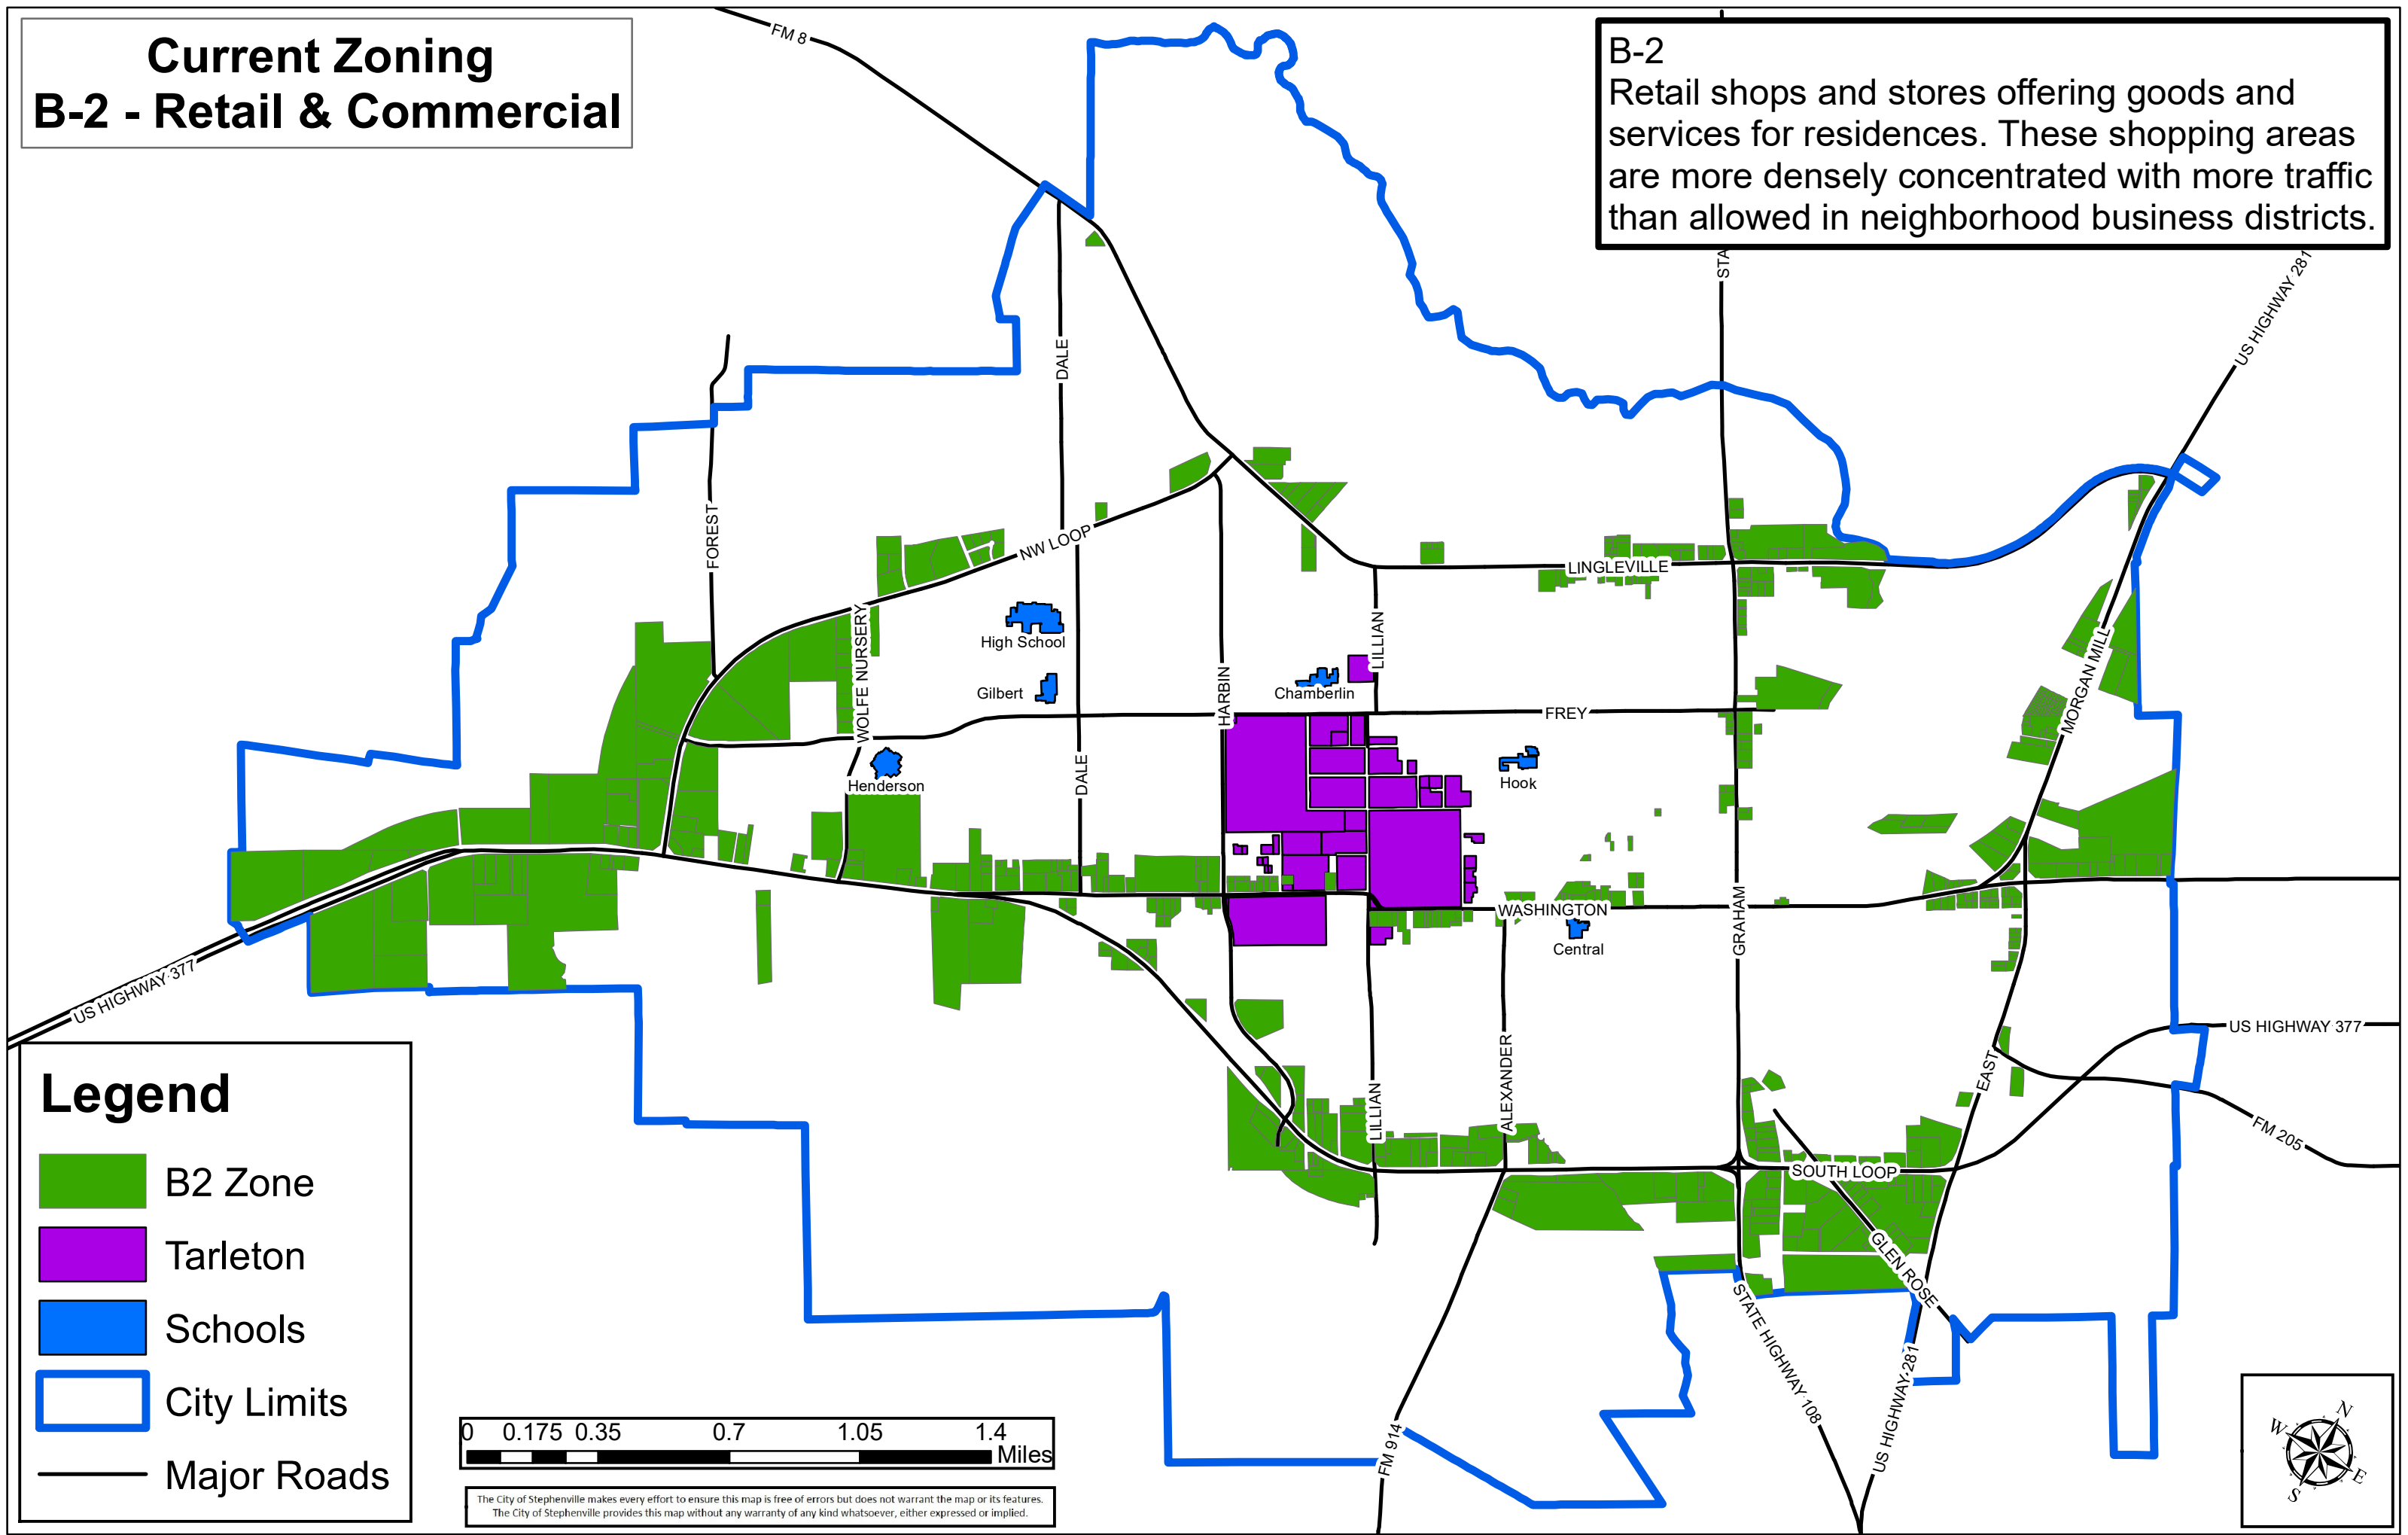 Current Zoning
B-2 - Retail & Commercial
B-2
Retail shops and stores offering goods and
services for residences. These shopping areas
are more densely concentrated with more traffic
than allowed in neighborhood business districts.
FM 8
STA
US HIGHWAY 281
DALE
FOREST
NW LOOP
LINGLEVILLE
WOLFE NURSERY
High School
LILLIAN
MORGAN MILL
Gilbert
HARBIN
Chamberlin
FREY
Henderson
DALE
Hook
GRAHAM
WASHINGTON
Central
US HIGHWAY 377
US HIGHWAY 377
ALEXANDER
LILLIAN
EAST
FM 205
SOUTH LOOP
GLEN ROSE
STATE HIGHWAY 108
US HIGHWAY 281
FM 914
Legend
B2 Zone
Tarleton
Schools
City Limits
Major Roads
0 0.175 0.35 0.7 1.05 1.4
Miles
The City of Stephenville makes every effort to ensure this map is free of errors but does not warrant the map or its features.
The City of Stephenville provides this map without any warranty of any kind whatsoever, either expressed or implied.
N
W
E
S